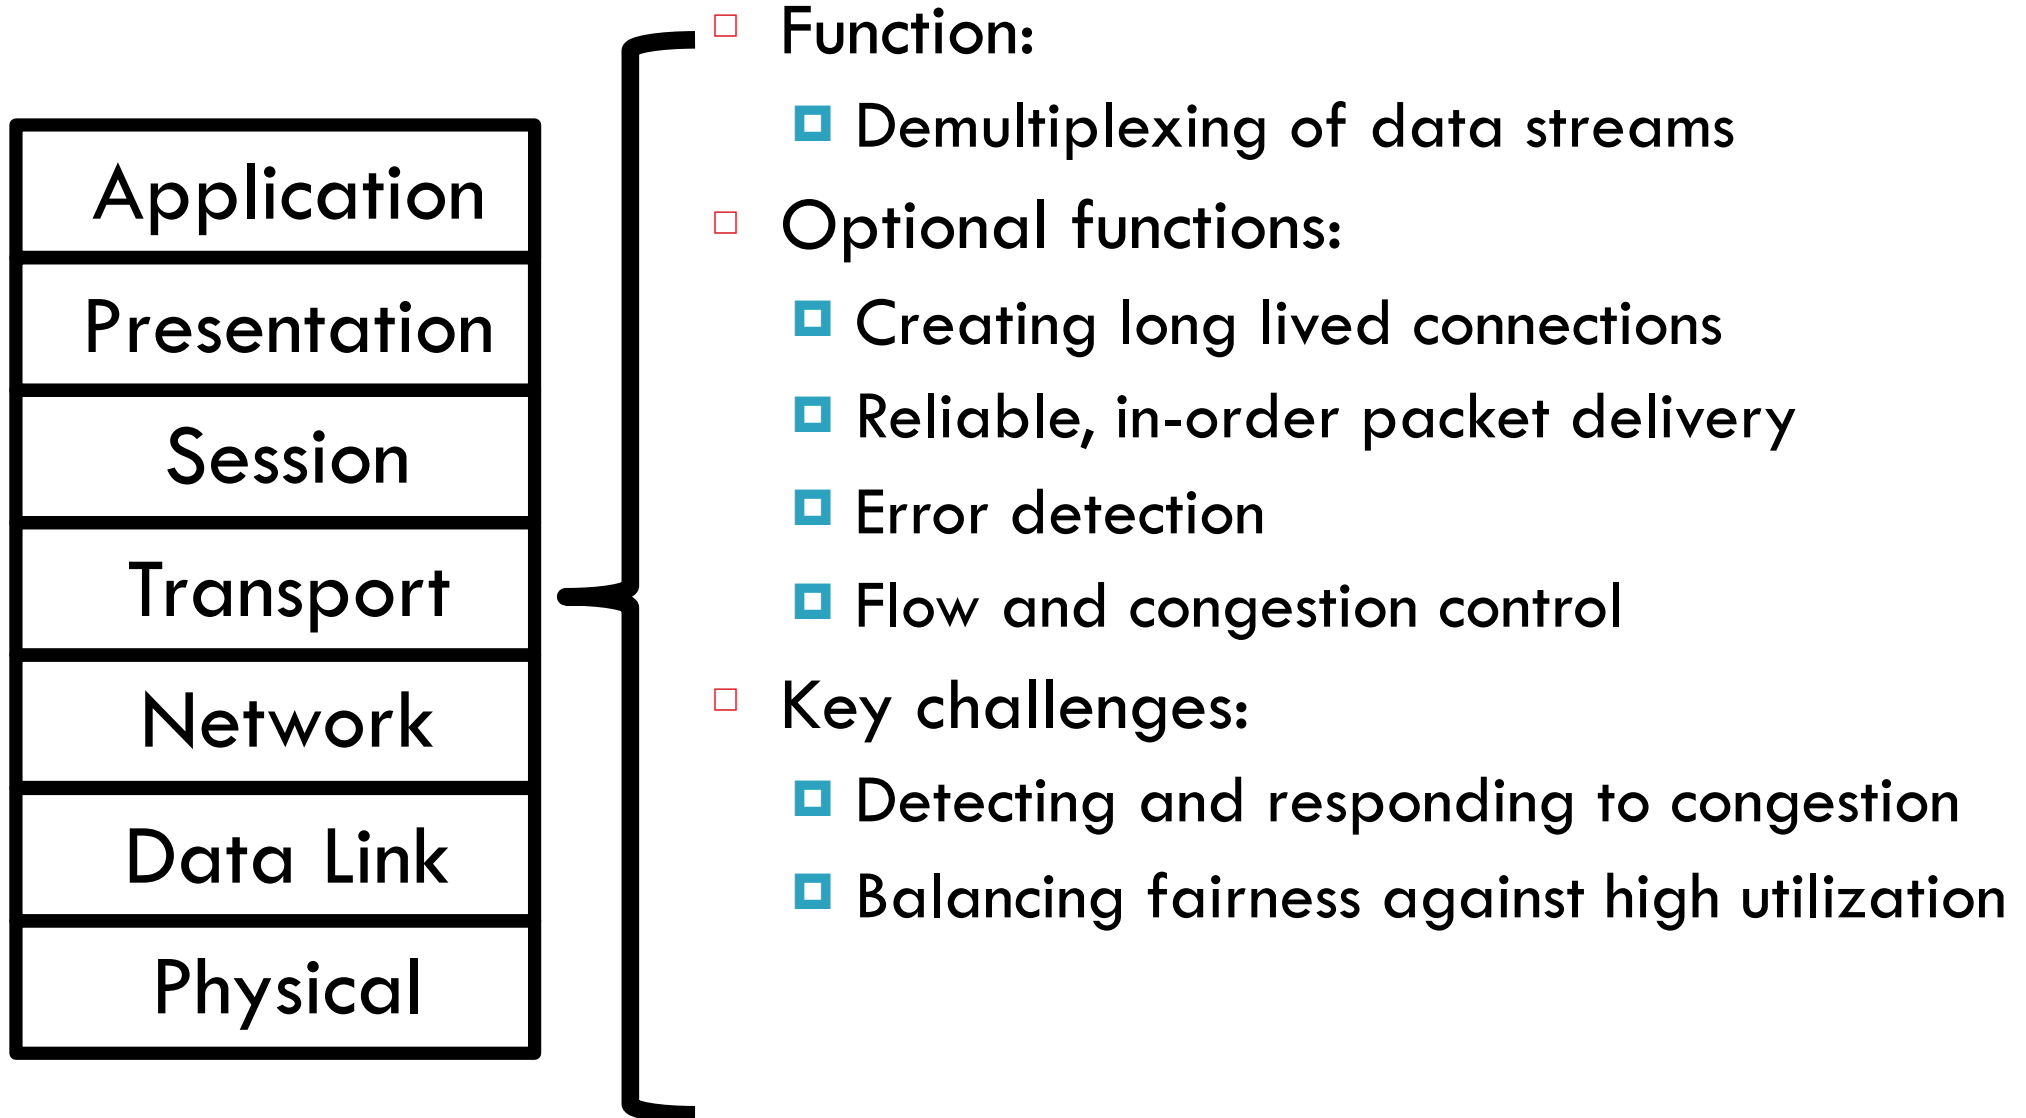 Application
Presentation
Session
Transport
Network
Data Link
Physical
Function:
Demultiplexing of data streams
Optional functions:
Creating long lived connections
Reliable, in-order packet delivery
Error detection
Flow and congestion control
Key challenges:
Detecting and responding to congestion
Balancing fairness against high utilization